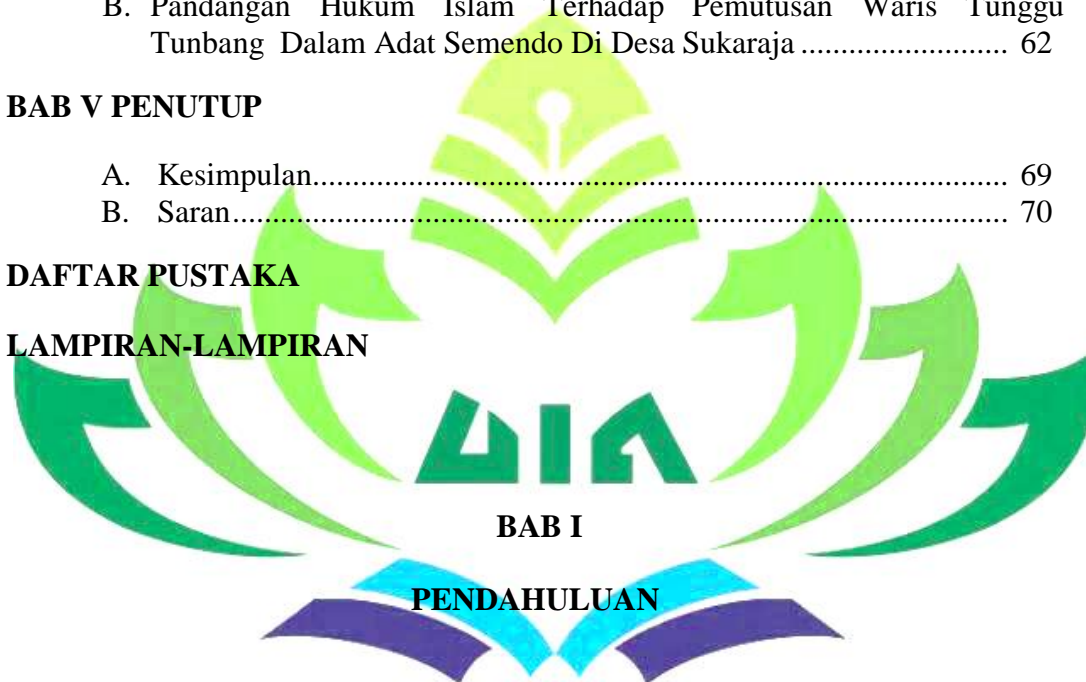 B. Pandangan Hukum Islam Terhadap Pemutusan Waris Tunggu
Tunbang Dalam Adat Semendo Di Desa Sukaraja .......................... 62
BAB V PENUTUP
A. Kesimpulan........................................................................................ 69
B. Saran.................................................................................................. 70
DAFTAR PUSTAKA
LAMPIRAN-LAMPIRAN
UIN
BAB I
PENDAHULUAN